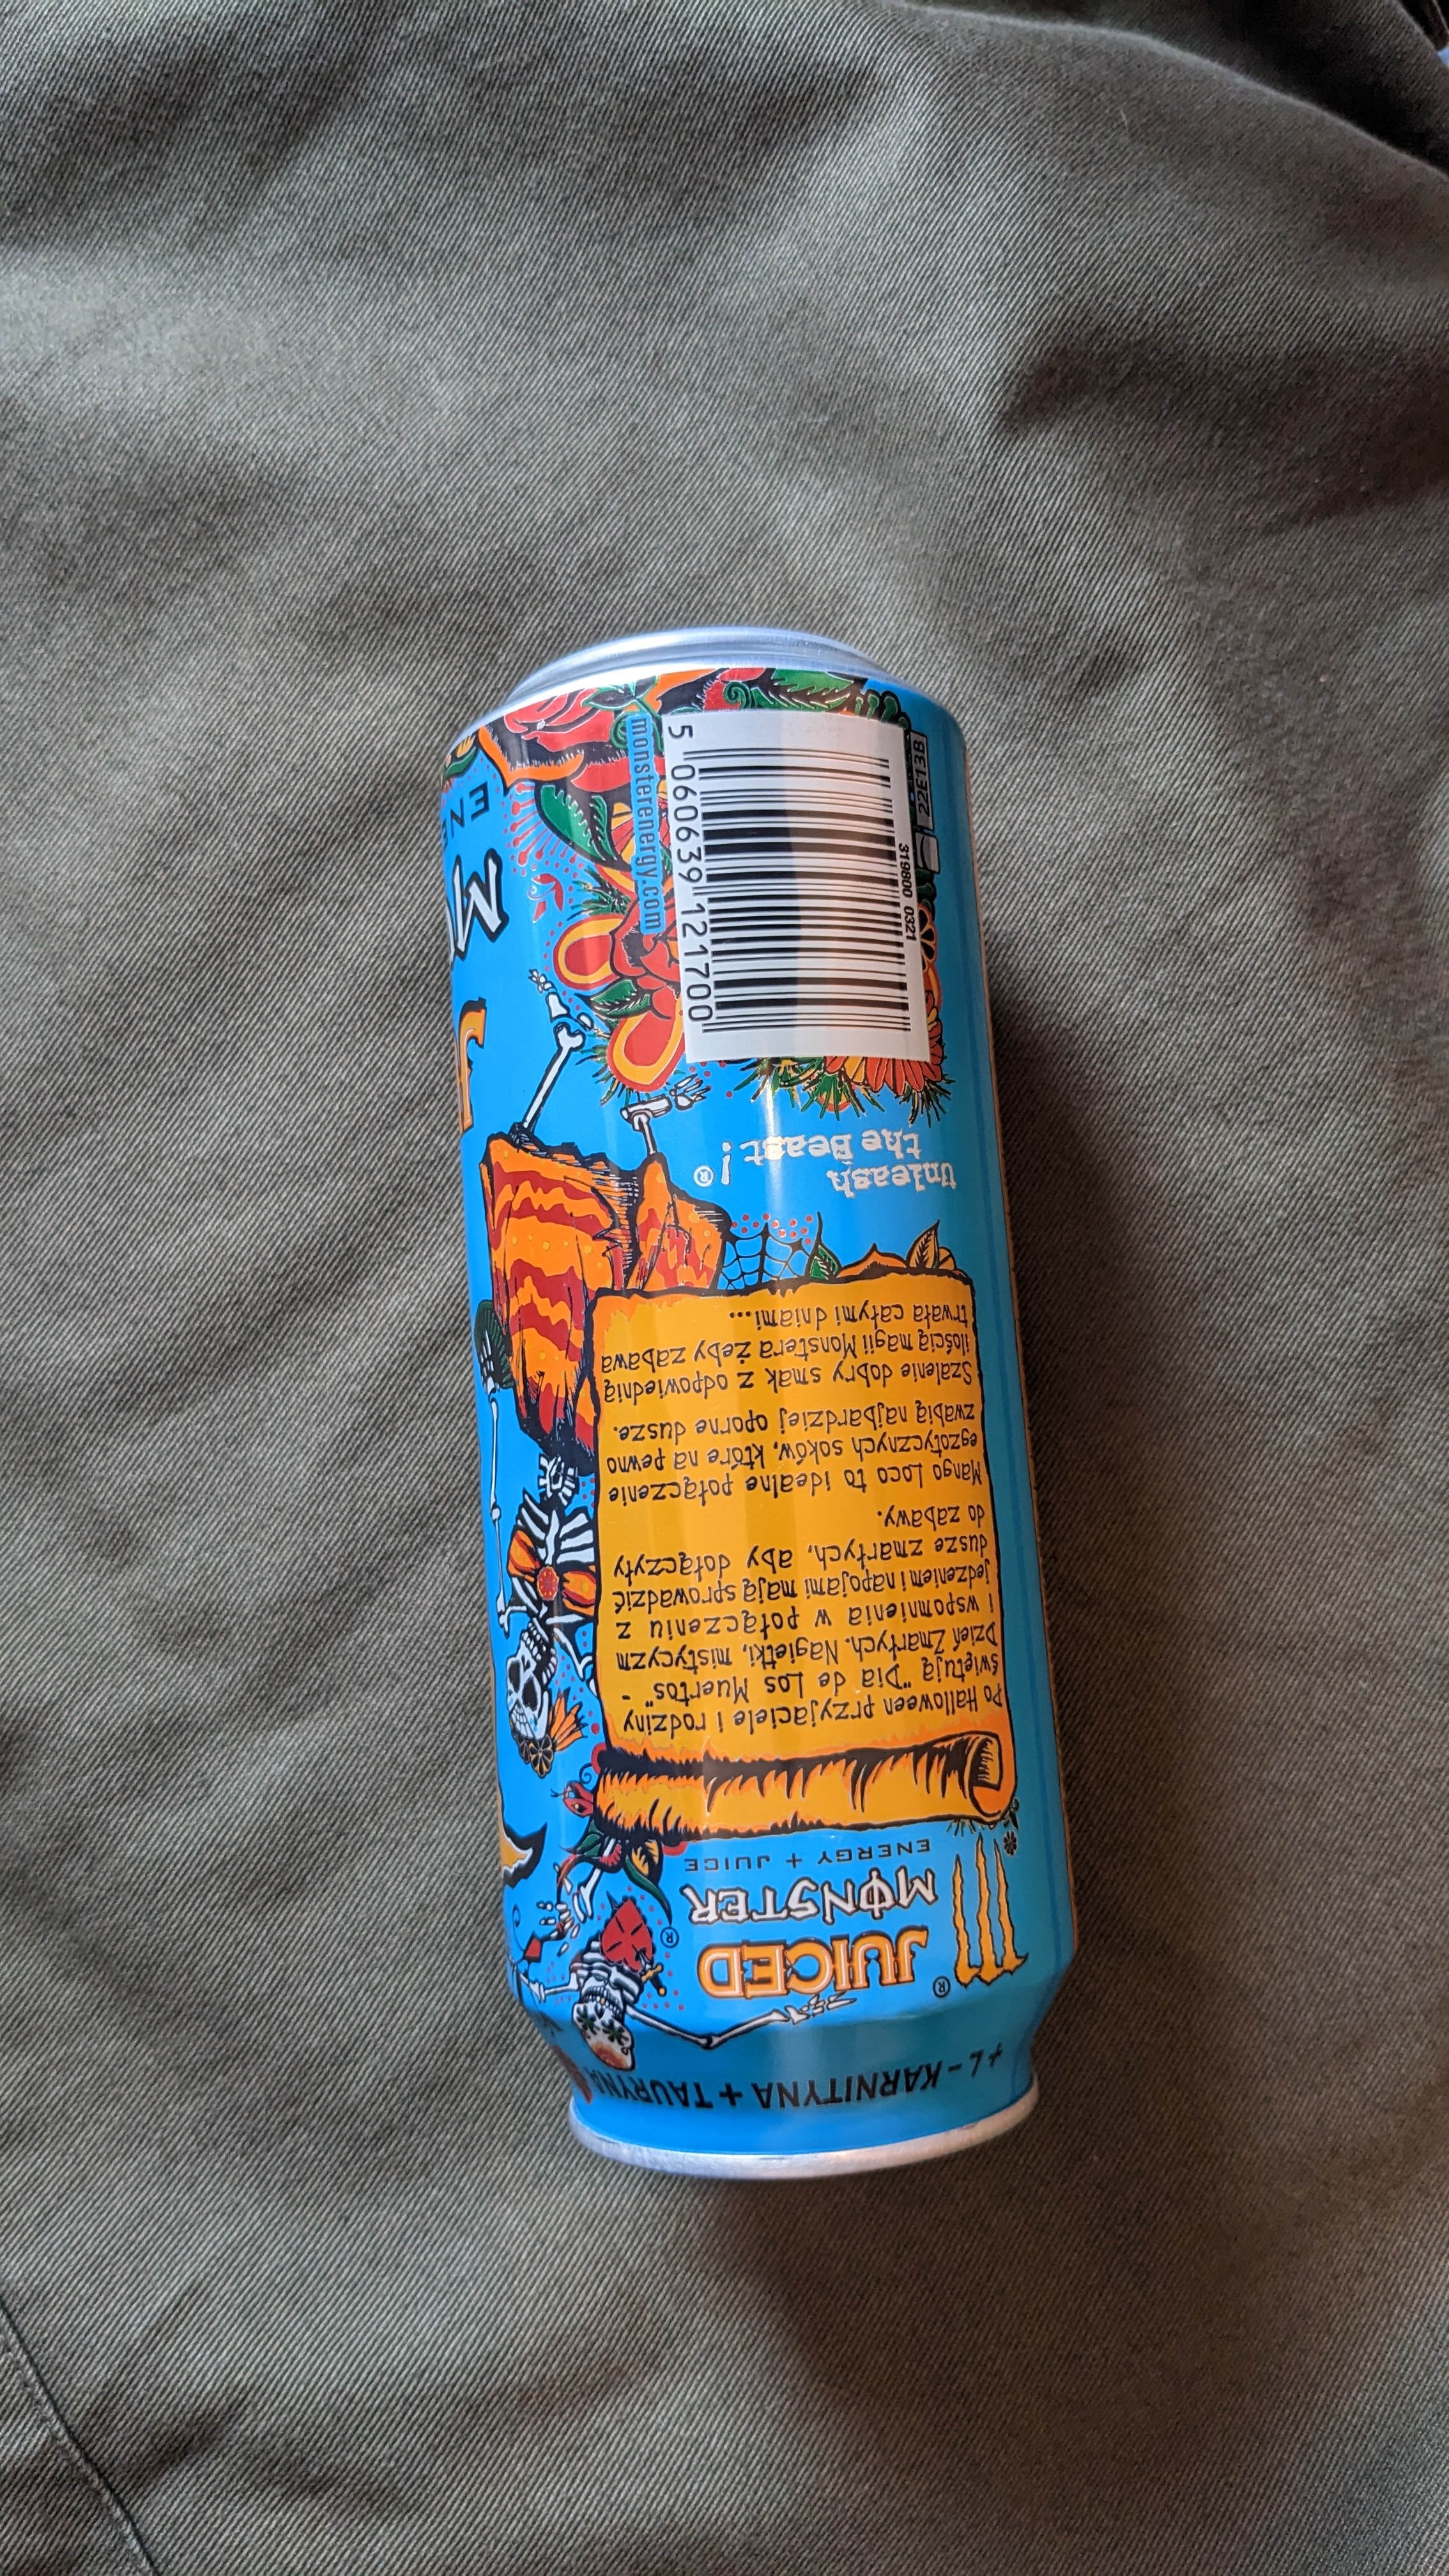 + L-KARNITYNA + TAURYNA
JUICED
MONSTER
ENERGY + JUICE
Po Halloween przyjaciele i rodziny
świętują "Dia de Los Muertos" -
Dzień Zmarłych. Nagietki, mistycyzm
i wspomnienia w połączeniu z
jedzeniem i napojami mają sprowadzić
dusze zmarłych, aby dołączyły
do zabawy.
Mango Loco to idealne połączenie
egzotycznych soków, które na pewno
zwabią najbardziej oporne dusze.
Szalenie dobry smak z odpowiednią
ilością magii Monstera żeby zabawa
trwała całymi dniami...
Unleash
the Beast!®
319800 0321
22E13B
5 060639 121700
monsterenergy.com